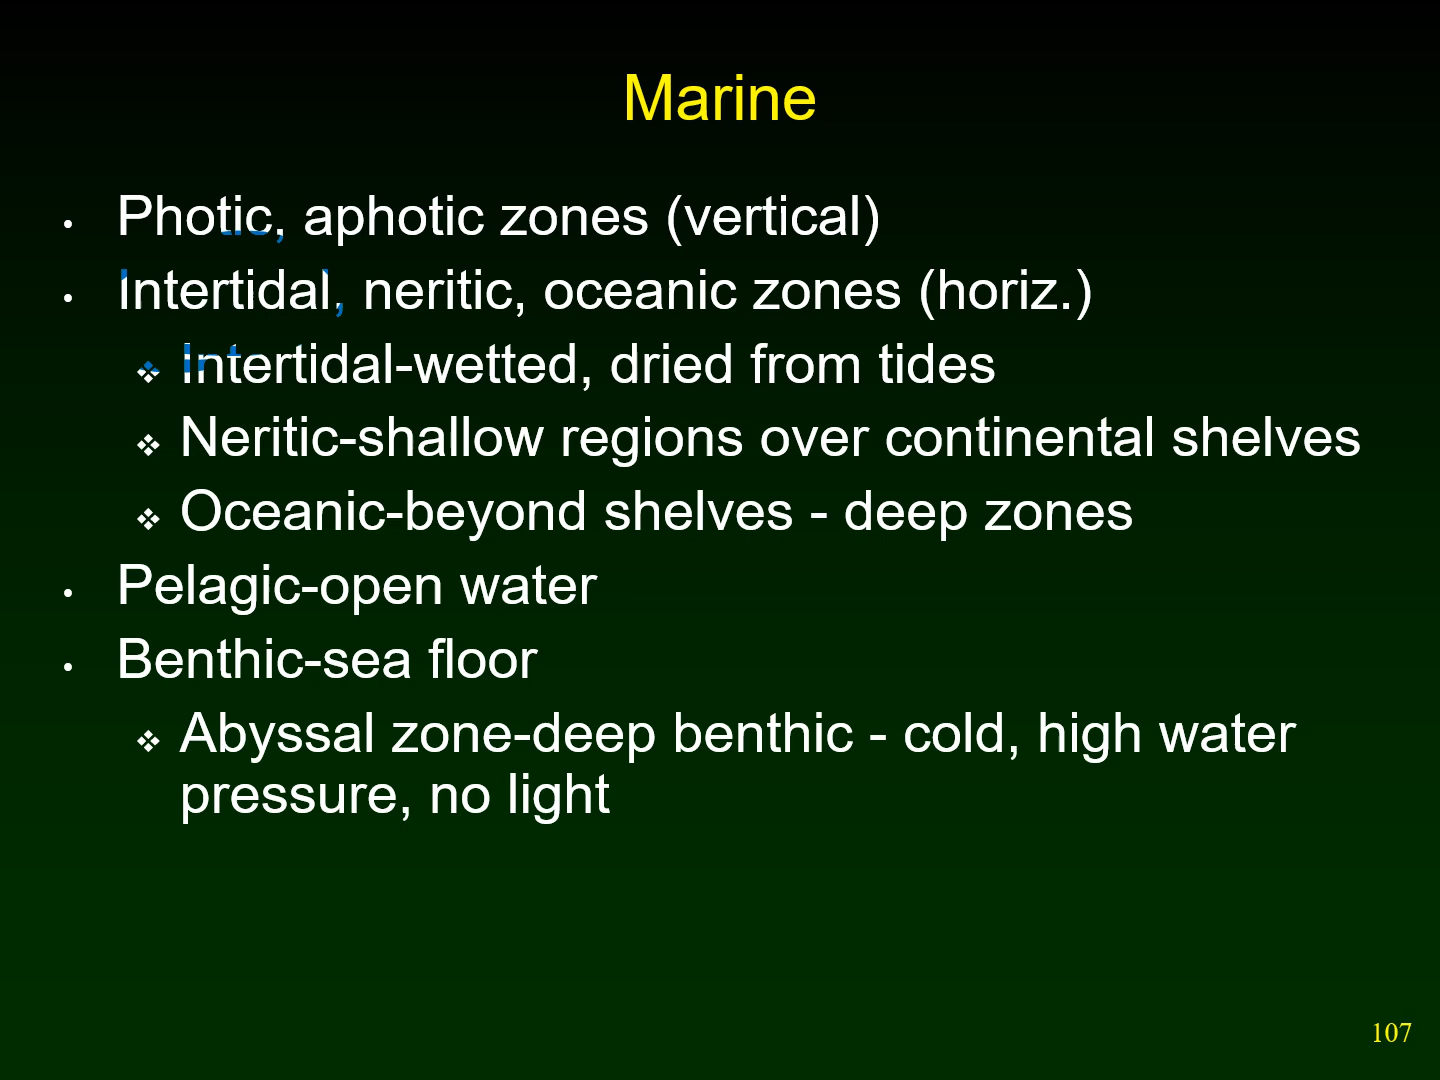 Marine
• Photic, aphotic zones (vertical)
• Intertidal, neritic, oceanic zones (horiz.)
❖ Intertidal-wetted, dried from tides
❖ Neritic-shallow regions over continental shelves
❖ Oceanic-beyond shelves - deep zones
• Pelagic-open water
• Benthic-sea floor
❖ Abyssal zone-deep benthic - cold, high water
pressure, no light
107